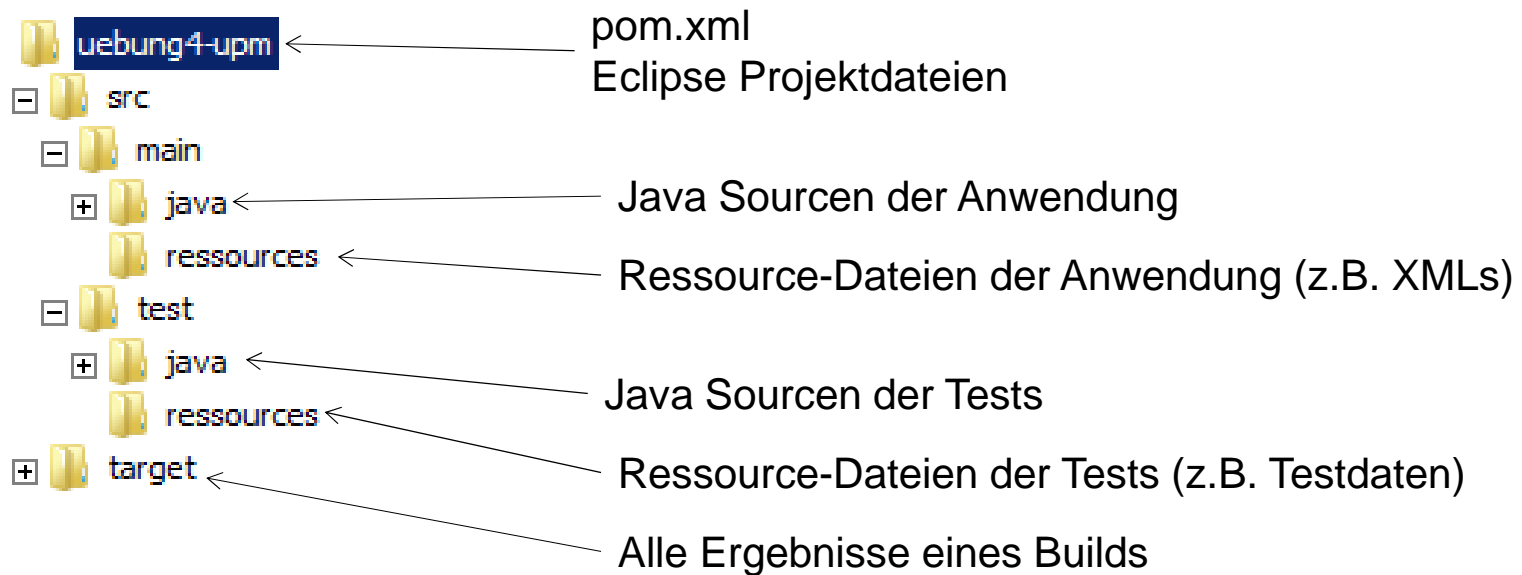 uebung4-upm
pom.xml
Eclipse Projektdateien
src
main
java
Java Sourcen der Anwendung
ressources
Ressource-Dateien der Anwendung (z.B. XMLs)
test
java
Java Sourcen der Tests
ressources
Ressource-Dateien der Tests (z.B. Testdaten)
target
Alle Ergebnisse eines Builds